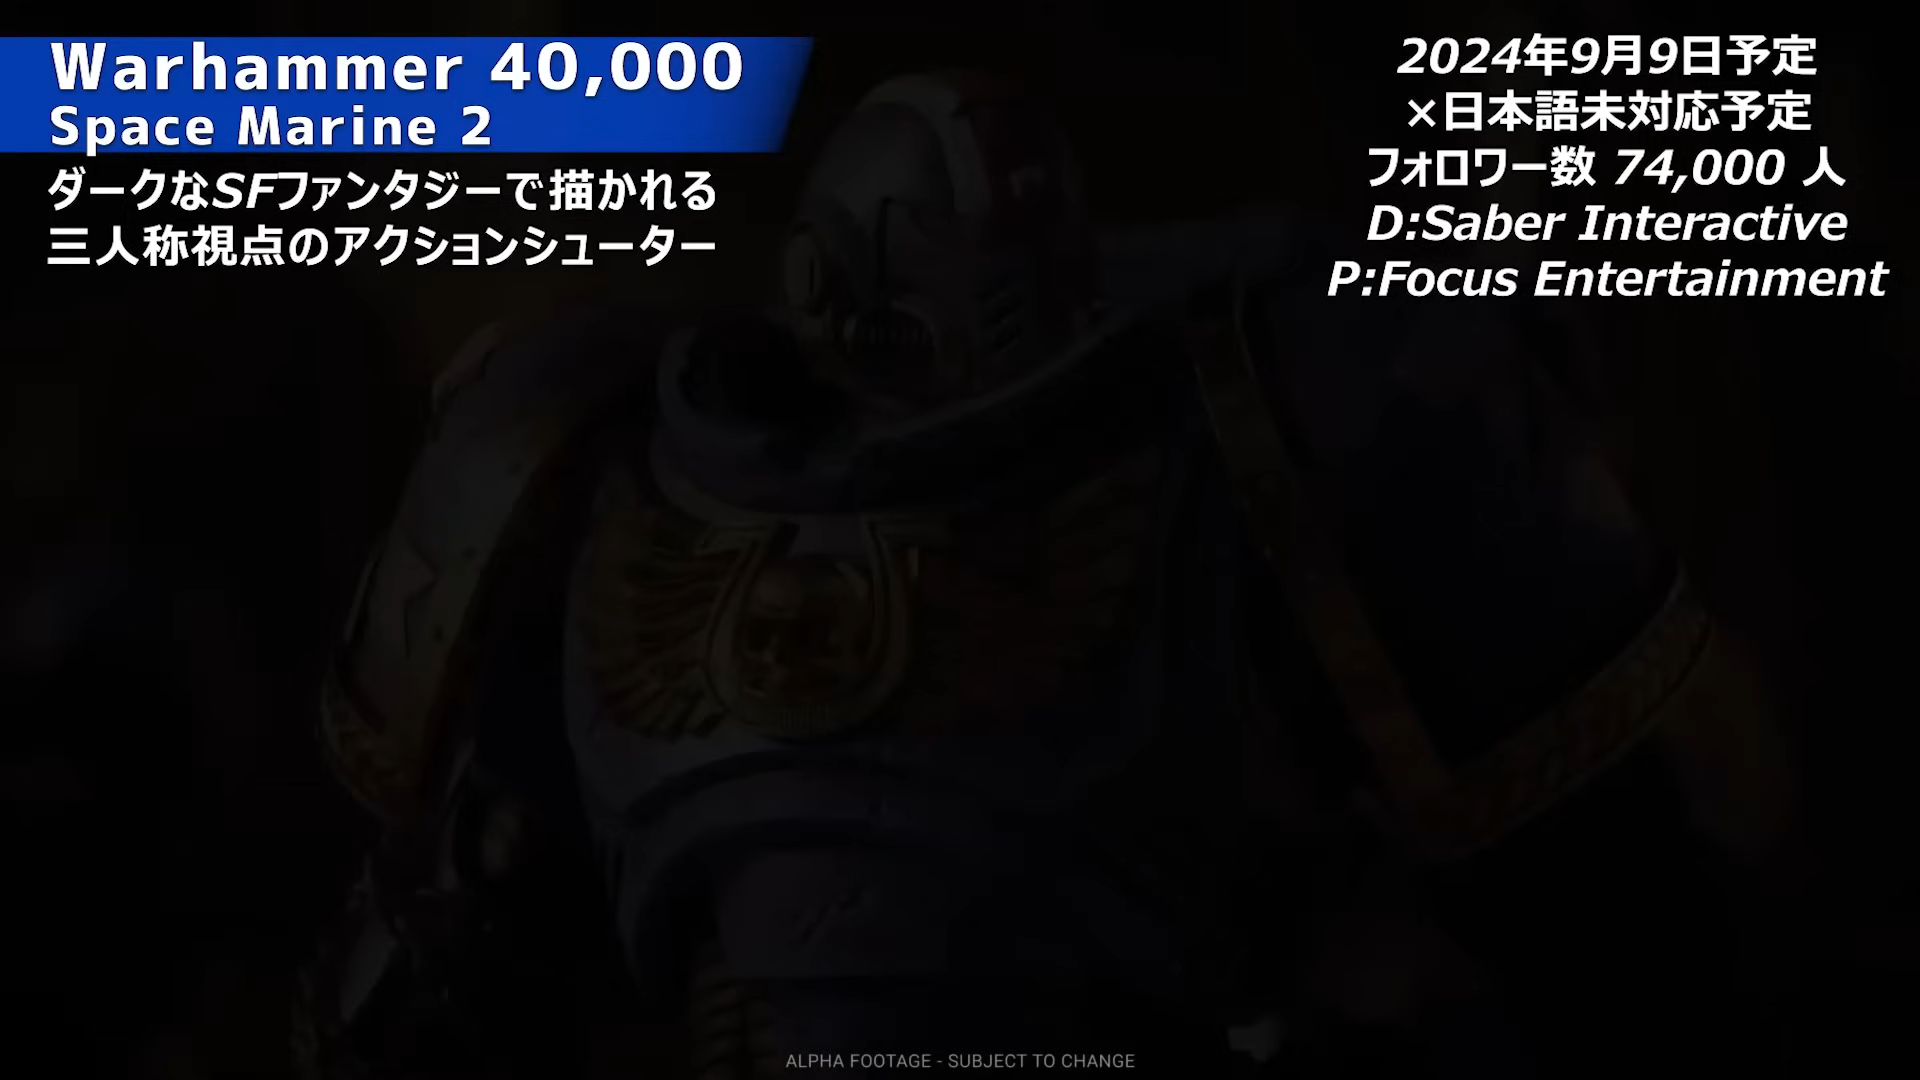 Warhammer 40,000
Space Marine 2
ダークなSFファンタジーで描かれる
三人称視点のアクションシューター
2024年9月9日予定
×日本語未対応予定
フォロワー数 74,000 人
D:Saber Interactive
P:Focus Entertainment
ALPHA FOOTAGE - SUBJECT TO CHANGE